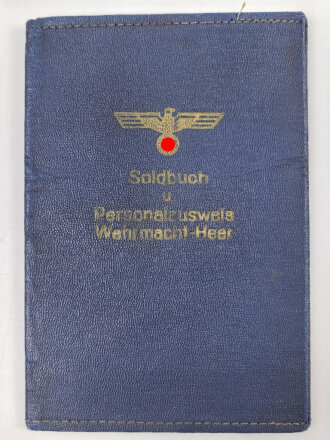 Soldbuch
u
Personalausweis
Wehrmacht-Heer